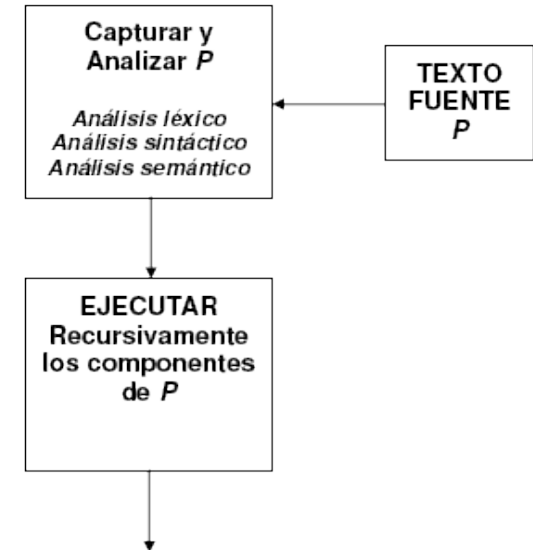 Capturar y
Analizar P
Análisis léxico
Análisis sintáctico
Análisis semántico
TEXTO
FUENTE
P
EJECUTAR
Recursivamente
los componentes
de P